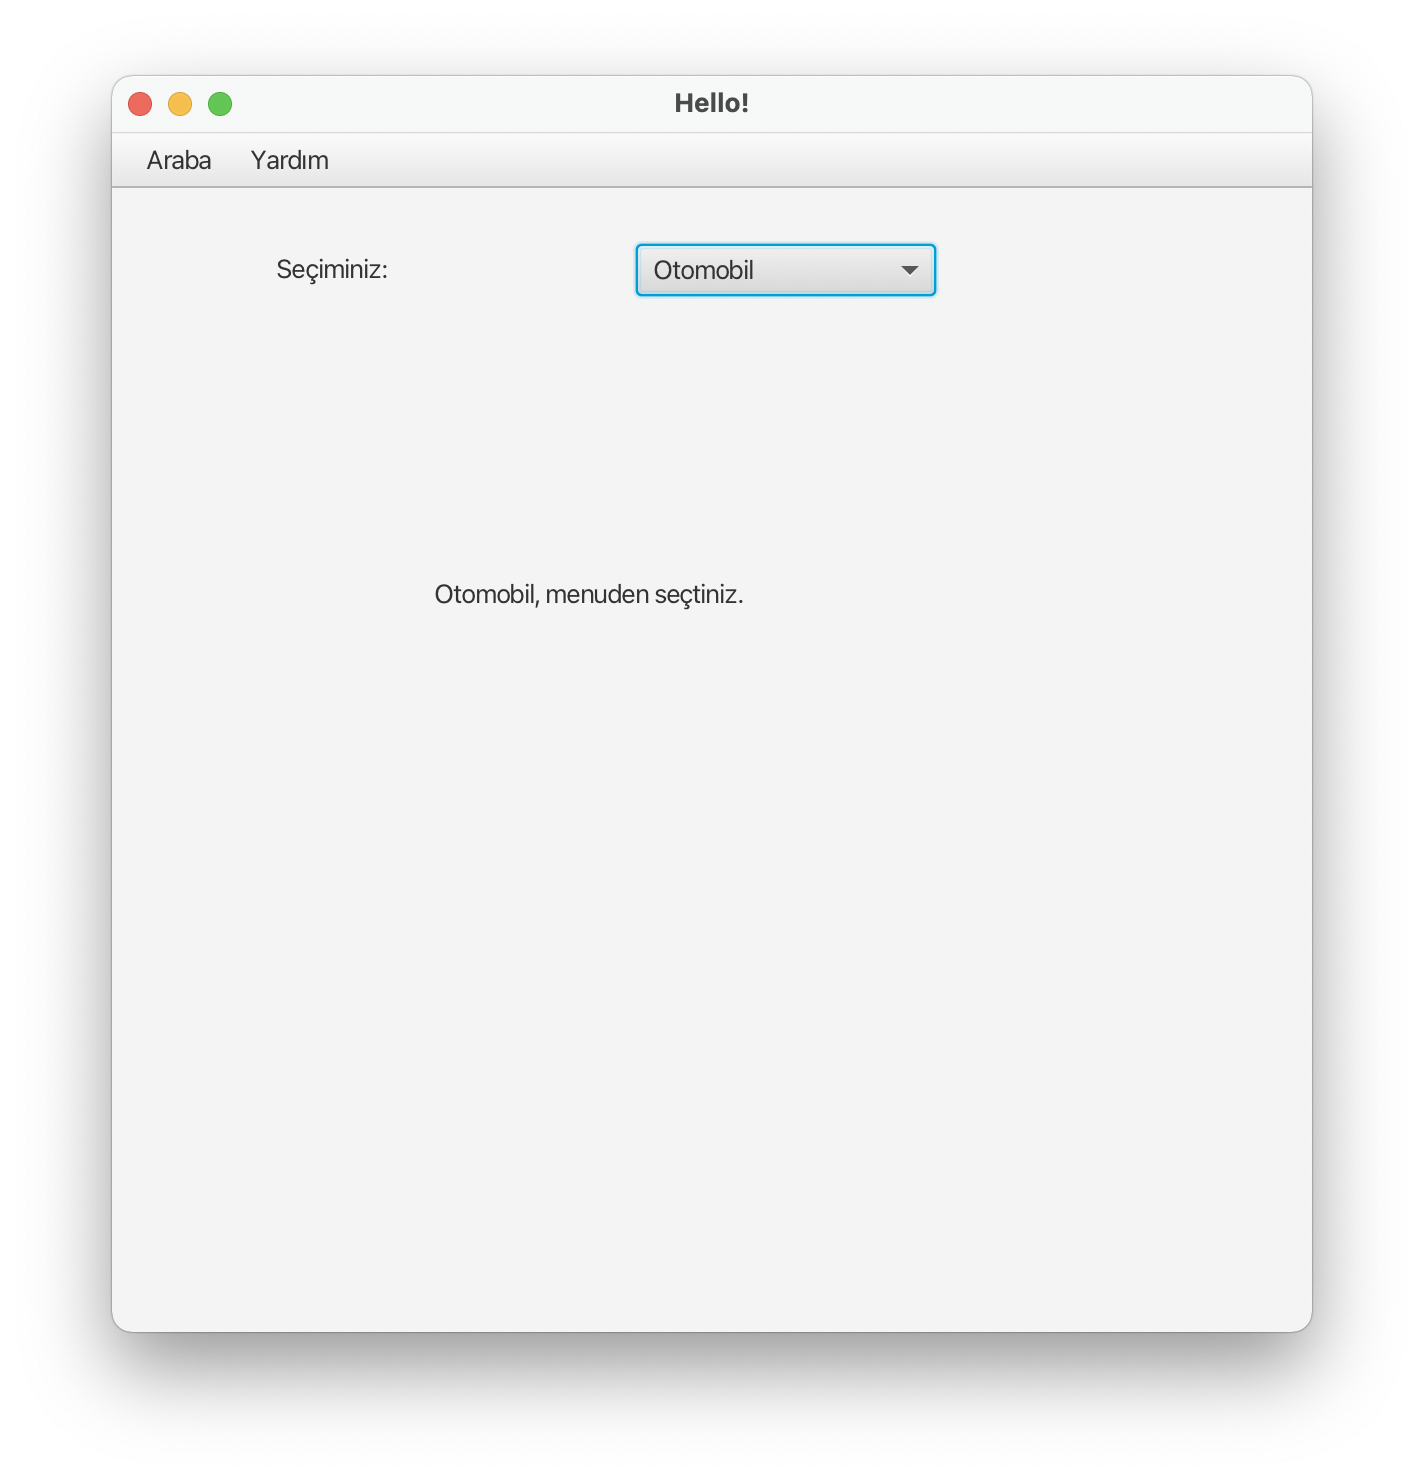 Hello!
Araba Yardım
Seçiminiz: Otomobil
Otomobil, menuden seçtiniz.